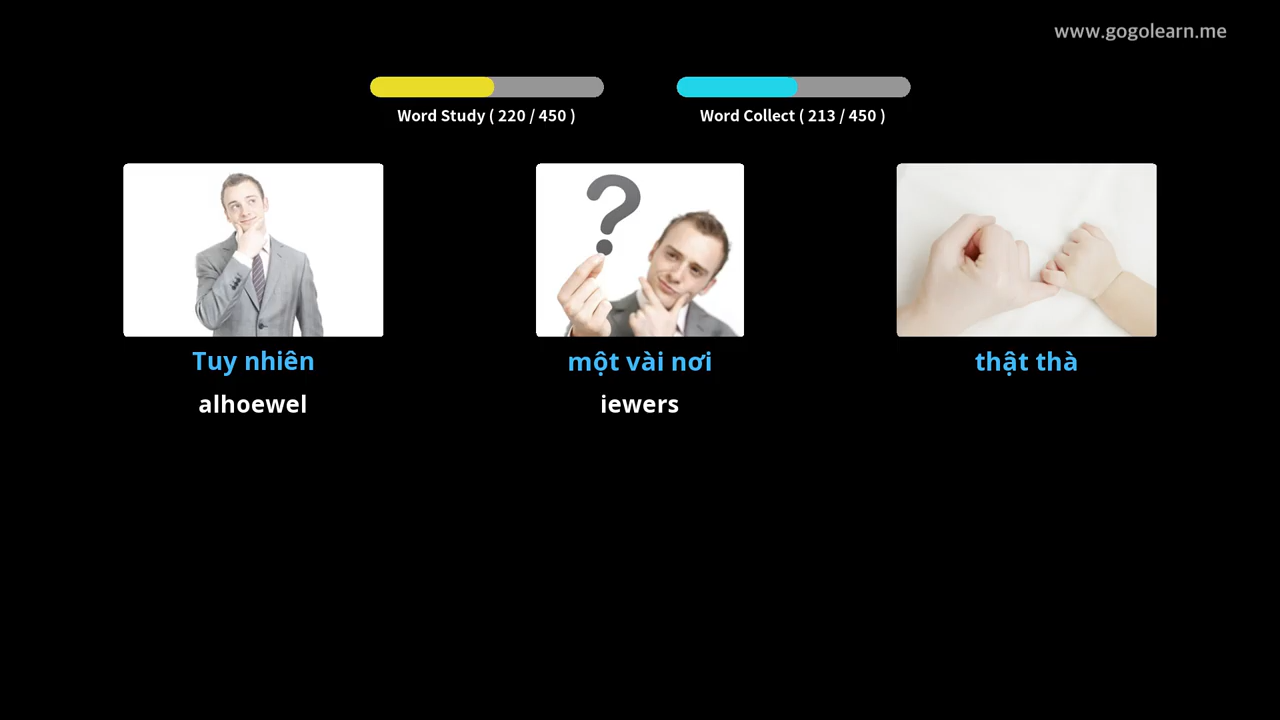 www.gogolearn.me
Word Study ( 220 / 450 )
Word Collect ( 213 / 450 )
Tuy nhiên
một vài nơi
thật thà
alhoewel
iewers